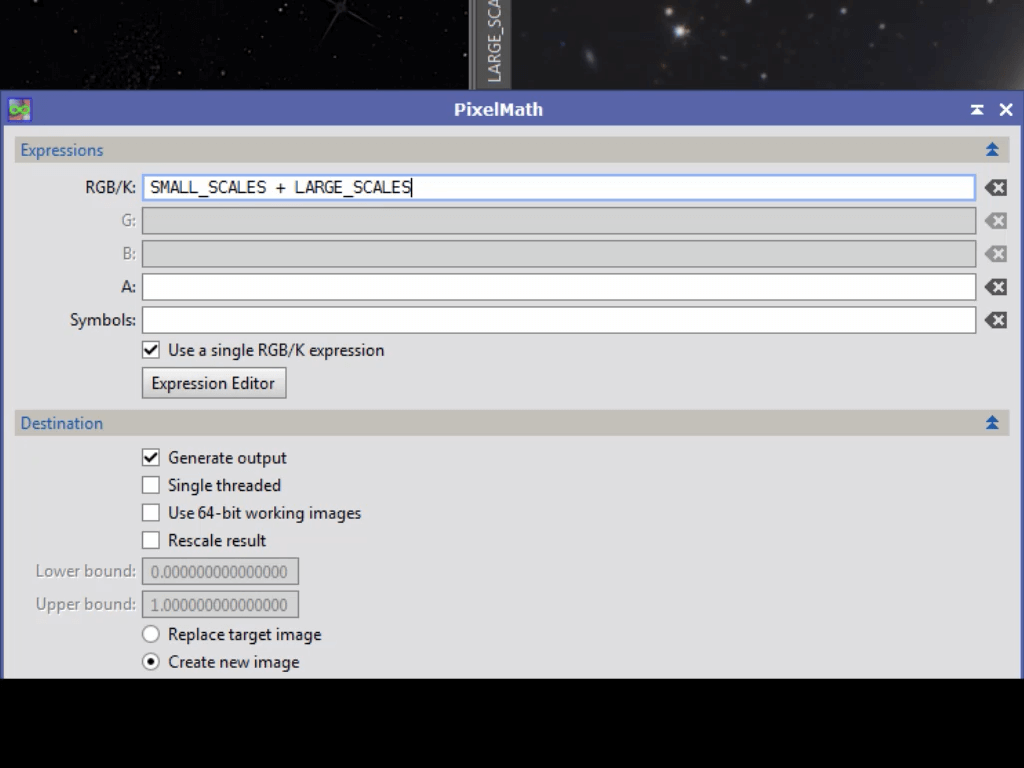 LARGE_SCA
PixelMath
Expressions
RGB/K: SMALL_SCALES + LARGE_SCALES
G:
B:
A:
Symbols:
Use a single RGB/K expression
Expression Editor
Destination
Generate output
Single threaded
Use 64-bit working images
Rescale result
Lower bound: 0.000000000000000
Upper bound: 1.000000000000000
Replace target image
Create new image